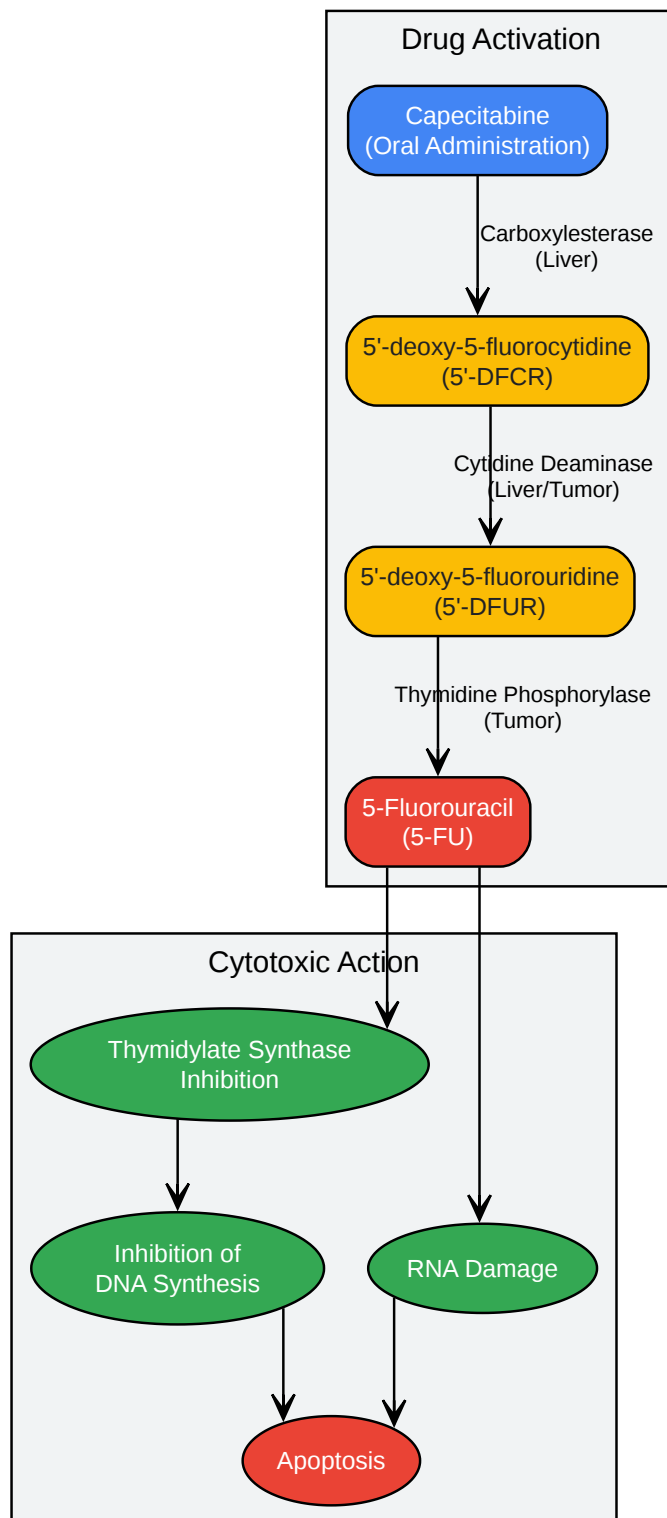 Drug Activation
Capecitabine
(Oral Administration)
Carboxylesterase
(Liver)
5'-deoxy-5-fluorocytidine
(5'-DFCR)
Cytidine Deaminase
(Liver/Tumor)
5'-deoxy-5-fluorouridine
(5'-DFUR)
Thymidine Phosphorylase
(Tumor)
5-Fluorouracil
(5-FU)
Cytotoxic Action
Thymidylate Synthase
Inhibition
Inhibition of
DNA Synthesis
RNA Damage
Apoptosis